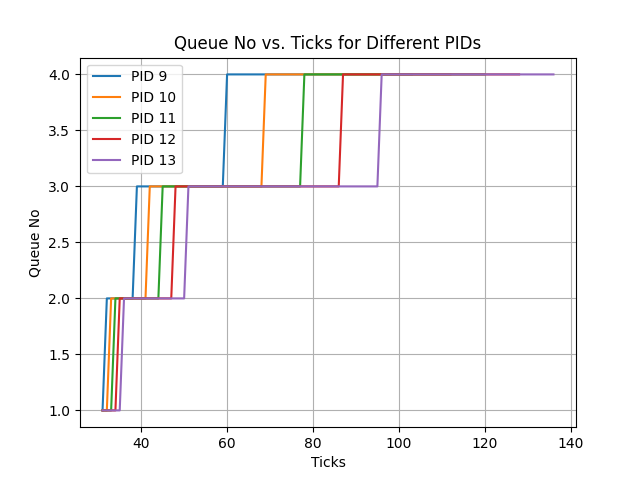 Queue No vs. Ticks for Different PIDs
4.0
3.5
3.0
2.5
2.0
1.5
1.0
Queue No
PID 9
PID 10
PID 11
PID 12
PID 13
40 60 80 100 120 140
Ticks